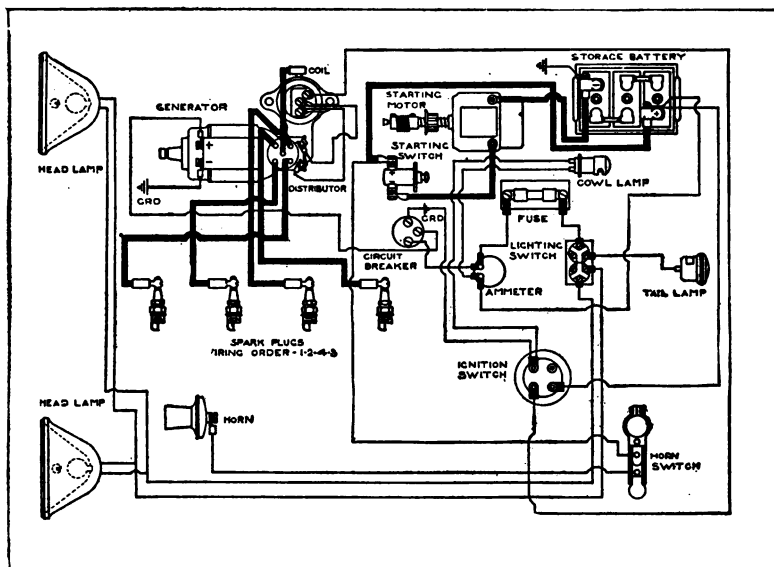 COIL
STORAGE BATTERY
GENERATOR
STARTING
MOTOR
STARTING
SWITCH
HEAD LAMP
GRD
DISTRIBUTOR
COWL LAMP
GRD
FUSE
CIRCUIT
BREAKER
LIGHTING
SWITCH
AMMETER
TAIL LAMP
SPARK PLUGS
FIRING ORDER - 1-2-4-3
IGNITION
SWITCH
HEAD LAMP
HORN
HORN
SWITCH
+
-
+
+